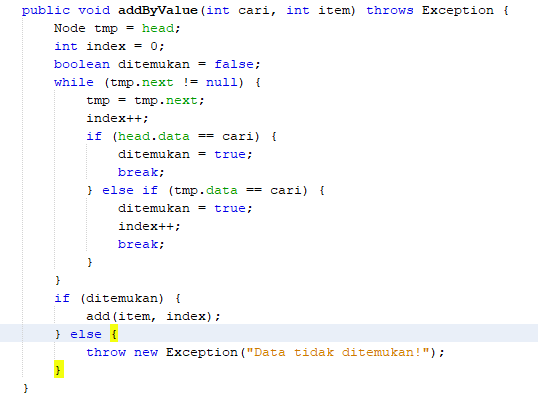 public void addByValue(int cari, int item) throws Exception {
    Node tmp = head;
    int index = 0;
    boolean ditemukan = false;
    while (tmp.next != null) {
        tmp = tmp.next;
        index++;
        if (head.data == cari) {
            ditemukan = true;
            break;
        } else if (tmp.data == cari) {
            ditemukan = true;
            index++;
            break;
        }
    }
    if (ditemukan) {
        add(item, index);
    } else {
        throw new Exception("Data tidak ditemukan!");
    }
}